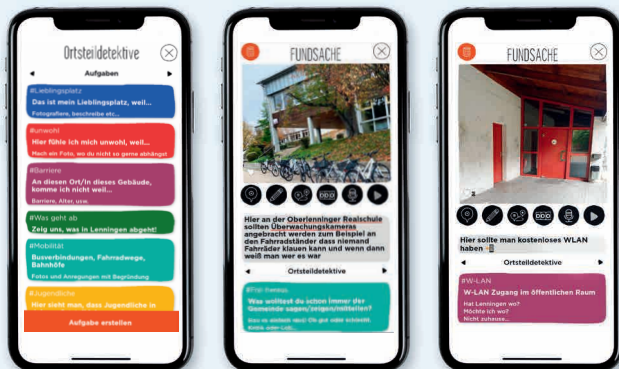 Ortsteildetektive
Aufgaben
#Lieblingsplatz
Das ist mein Lieblingsplatz, weil...
Fotografiere, beschreibe etc...
#unwohl
Hier fühle ich mich unwohl, weil...
Mach ein Foto, wo du nicht so gerne abhängst
#Barriere
An diesen Ort/In dieses Gebäude,
komme ich nicht weil...
Barriere, Alter, usw.
#Was geht ab
Zeig uns, was in Lenningen abgeht!
#Mobilität
Busverbindungen, Fahrradwege,
Bahnhöfe
Fotos und Anregungen mit Begründung
#Jugendliche
Hier sieht man, dass Jugendliche in
Aufgabe erstellen
FUNDSACHE
Hier an der Oberlenninger Realschule
sollten Überwachungskameras
angebracht werden zum Beispiel an
den Fahrradständer dass niemand
Fahrräder klauen kann und wenn dann
weiß man wer es war
Ortsteildetektive
Was wolltest du schon immer der
Gemeinde sagen/zeigen/mitteilen?
FUNDSACHE
Hier sollte man kostenloses WLAN
haben
Ortsteildetektive
#W-LAN
W-LAN Zugang im öffentlichen Raum
Hat Lenningen wo?
Möchte ich wo?
Nicht zuhause...